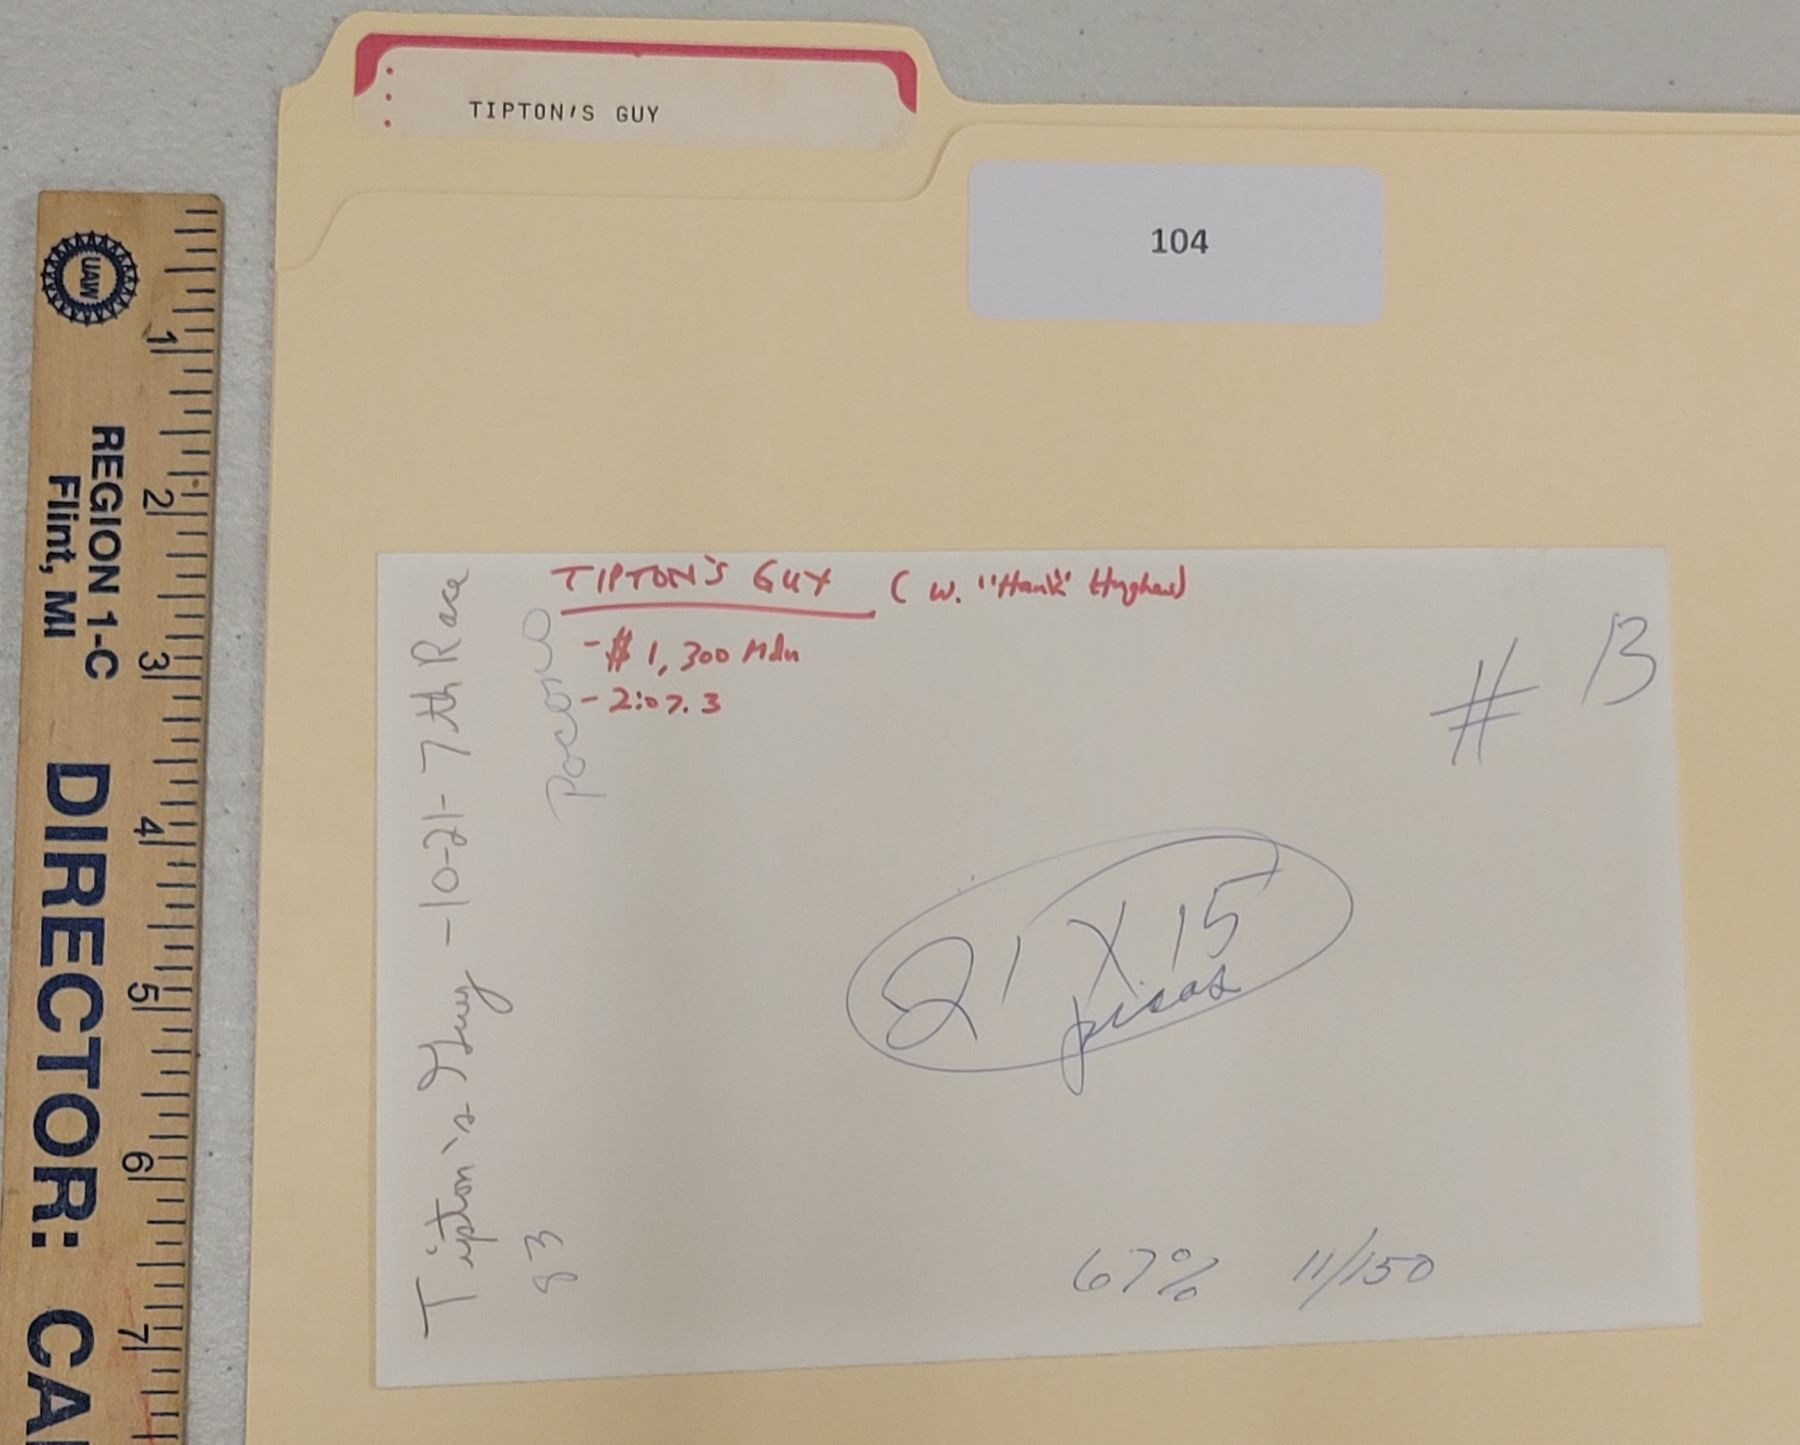 TIPTON'S GUY
104
UAW
REGION 1-C
Flint, MI
DIRECTOR: CA
1
2
3
4
5
6
7
TIPTON'S GUY (W. "Hank" Hughes)
- $1,300 Mdn
- 2:07.3
# 13
Tipton's Guy - 10-21- 7th Race
83 Pocono
21 X 15
picas
67% 11/150